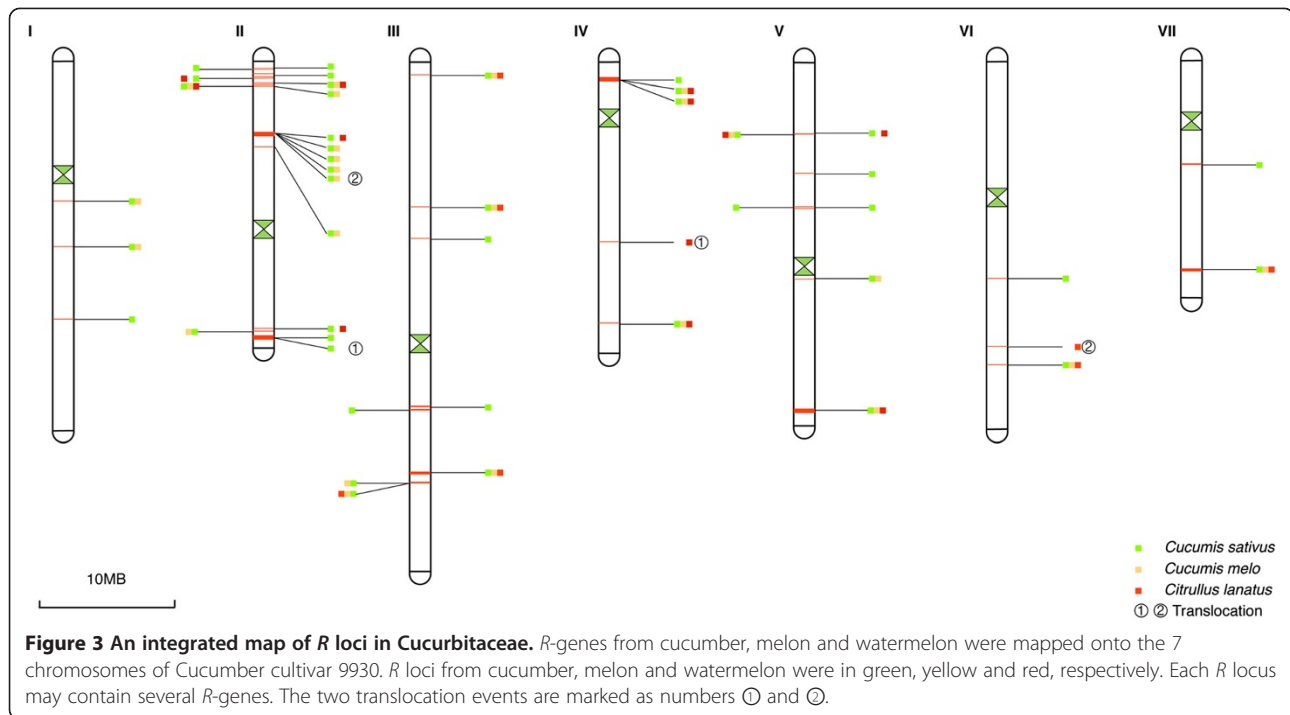 I II III IV V VI VII
②
① ①
②
10MB
Cucumis sativus
Cucumis melo
Citrullus lanatus
① ② Translocation
Figure 3 An integrated map of R loci in Cucurbitaceae. R-genes from cucumber, melon and watermelon were mapped onto the 7
chromosomes of Cucumber cultivar 9930. R loci from cucumber, melon and watermelon were in green, yellow and red, respectively. Each R locus
may contain several R-genes. The two translocation events are marked as numbers ① and ②.